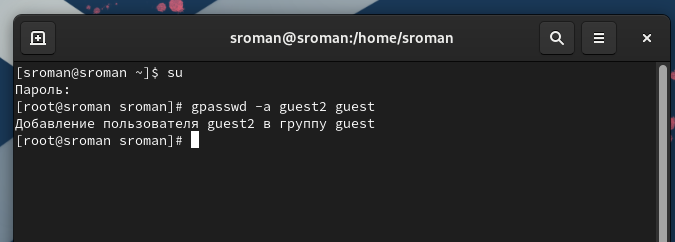 sroman@sroman:/home/sroman
[sroman@sroman ~]$ su
Пароль:
[root@sroman sroman]# gpasswd -a guest2 guest
Добавление пользователя guest2 в группу guest
[root@sroman sroman]#